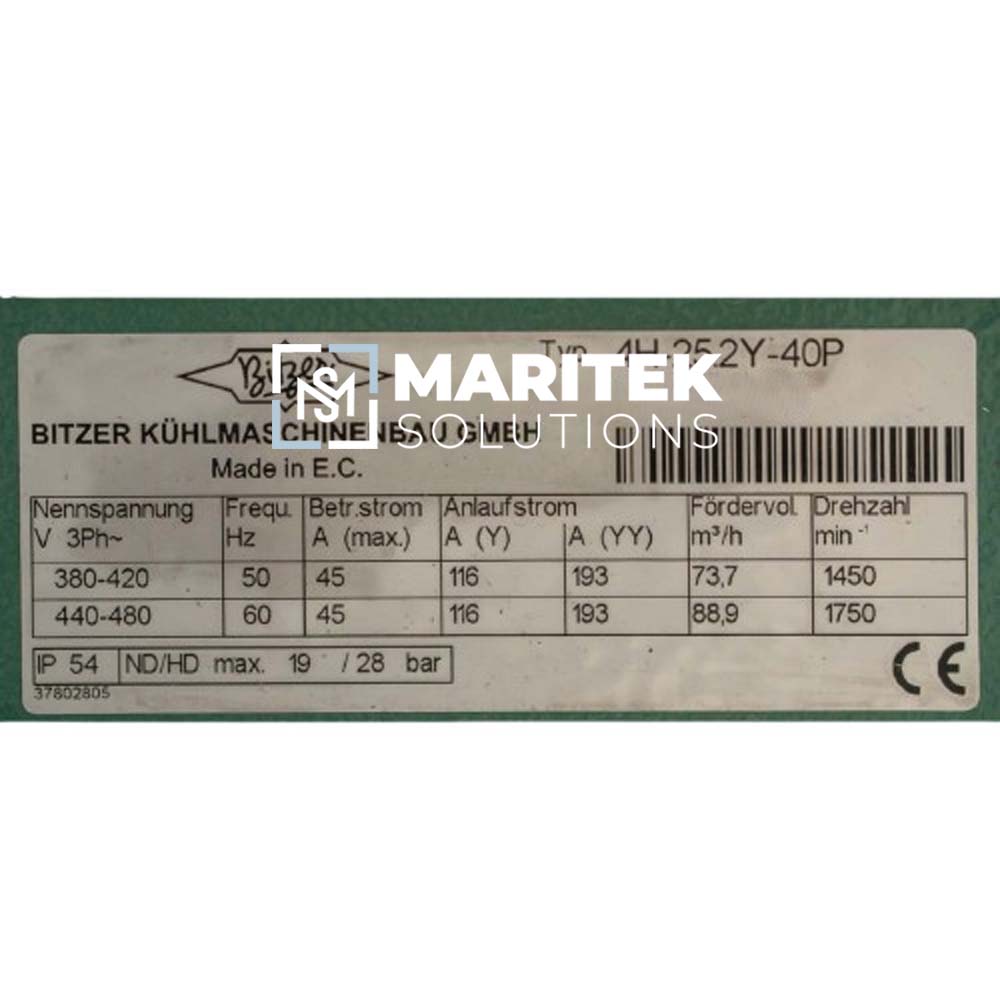 Bitzer
Typ 4H-25.2Y-40P
MS MARITEK
SOLUTIONS
BITZER KÜHLMASCHINENBAU GMBH
Made in E.C.
Nennspannung Frequ. Betr.strom Anlaufstrom Fördervol. Drehzahl
V 3Ph~ Hz A (max.) A (Y) A (YY) m³/h min⁻¹
380-420 50 45 116 193 73,7 1450
440-480 60 45 116 193 88,9 1750
IP 54 ND/HD max. 19 / 28 bar
37802805
CE